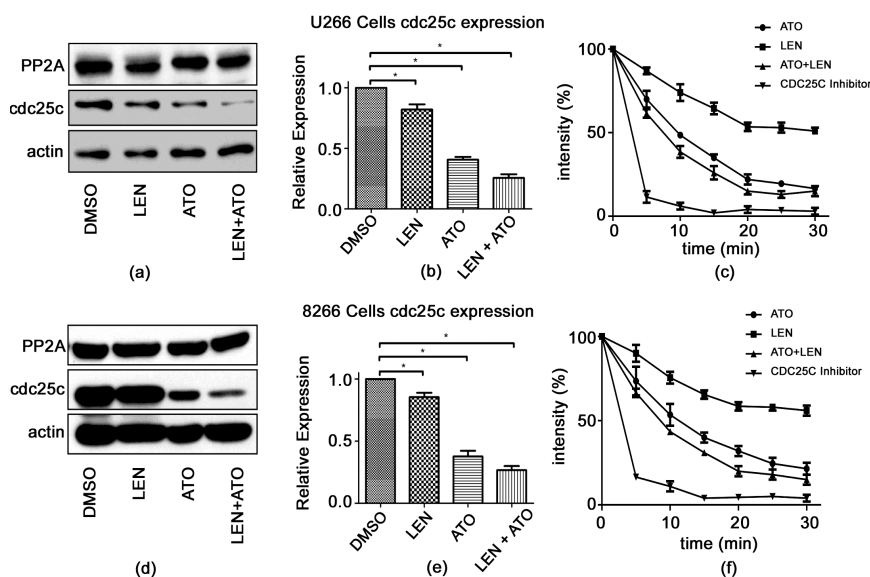 PP2A
cdc25c
actin
DMSO
LEN
ATO
LEN+ATO
(a)
U266 Cells cdc25c expression
Relative Expression
1.0
0.5
0.0
*
*
*
DMSO
LEN
ATO
LEN + ATO
(b)
ATO
LEN
ATO+LEN
CDC25C Inhibitor
intensity (%)
100
50
0
0
10
20
30
time (min)
(c)
PP2A
cdc25c
actin
DMSO
LEN
ATO
LEN+ATO
(d)
8266 Cells cdc25c expression
Relative Expression
1.0
0.5
0.0
*
*
*
DMSO
LEN
ATO
LEN + ATO
(e)
ATO
LEN
ATO+LEN
CDC25C Inhibitor
intensity (%)
100
50
0
0
10
20
30
time (min)
(f)